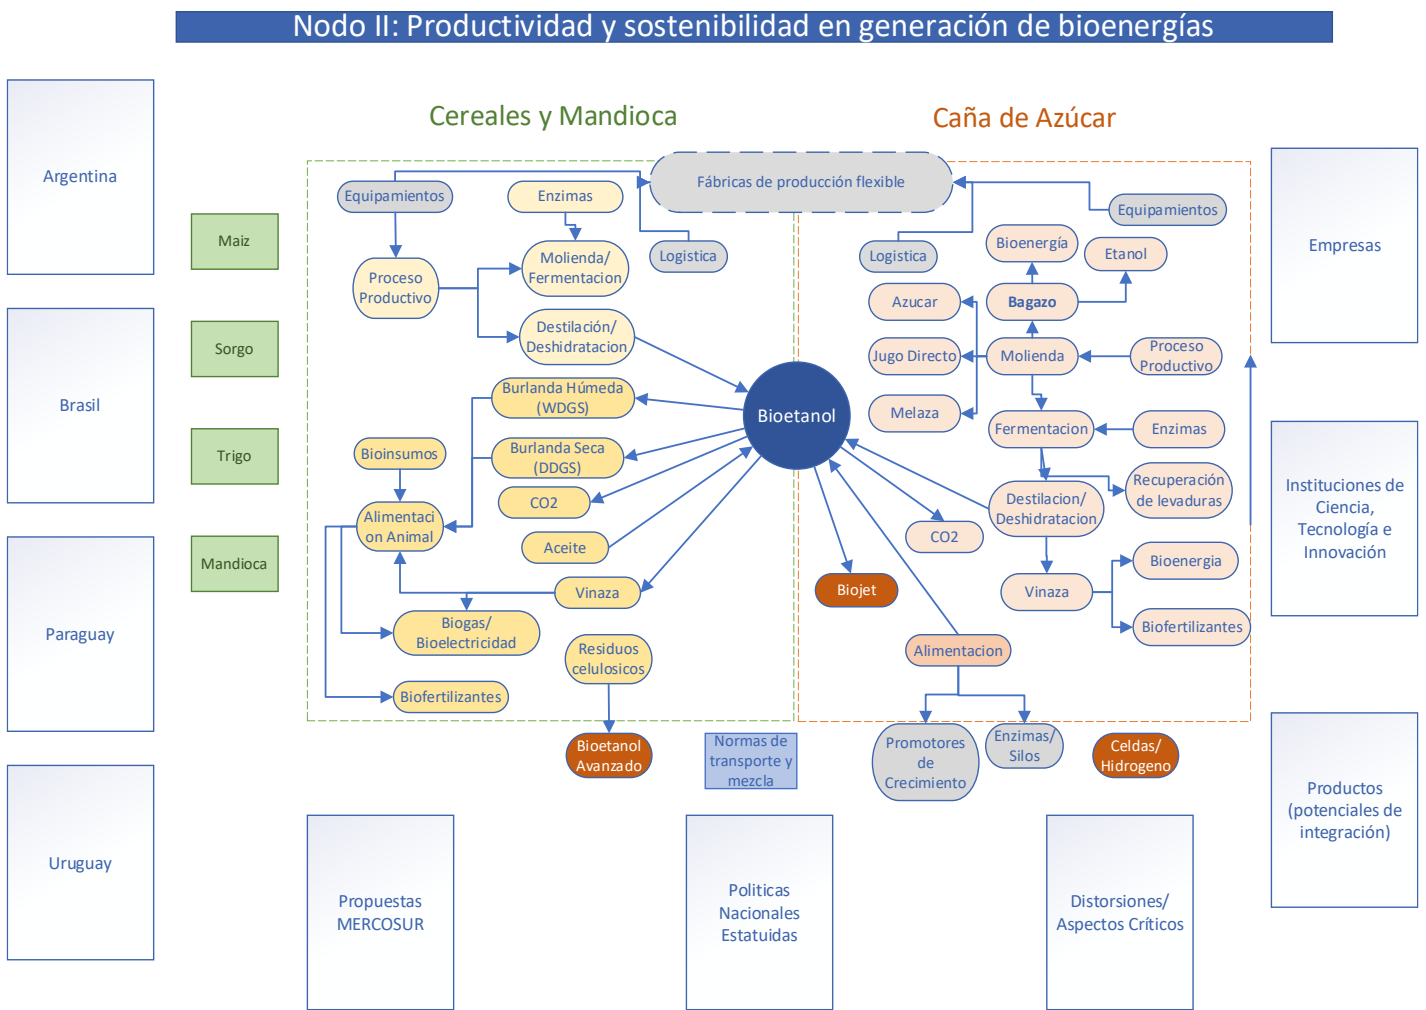 Nodo II: Productividad y sostenibilidad en generación de bioenergías
Argentina
Brasil
Paraguay
Uruguay
Maiz
Sorgo
Trigo
Mandioca
Cereales y Mandioca
Caña de Azúcar
Fábricas de producción flexible
Equipamientos
Enzimas
Logistica
Proceso
Productivo
Molienda/
Fermentacion
Destilación/
Deshidratacion
Burlanda Húmeda
(WDGS)
Burlanda Seca
(DDGS)
Bioinsumos
CO2
Alimentaci
on Animal
Aceite
Vinaza
Biogas/
Bioelectricidad
Residuos
celulosicos
Biofertilizantes
Bioetanol
Avanzado
Bioetanol
Equipamientos
Logistica
Bioenergía
Etanol
Azucar
Bagazo
Jugo Directo
Molienda
Proceso
Productivo
Melaza
Fermentacion
Enzimas
Recuperación
de levaduras
Destilacion/
Deshidratacion
CO2
Bioenergia
Biojet
Vinaza
Biofertilizantes
Alimentacion
Promotores
de
Crecimiento
Enzimas/
Silos
Celdas/
Hidrogeno
Normas de
transporte y
mezcla
Empresas
Instituciones de
Ciencia,
Tecnología e
Innovación
Productos
(potenciales de
integración)
Propuestas
MERCOSUR
Politicas
Nacionales
Estatuidas
Distorsiones/
Aspectos Críticos